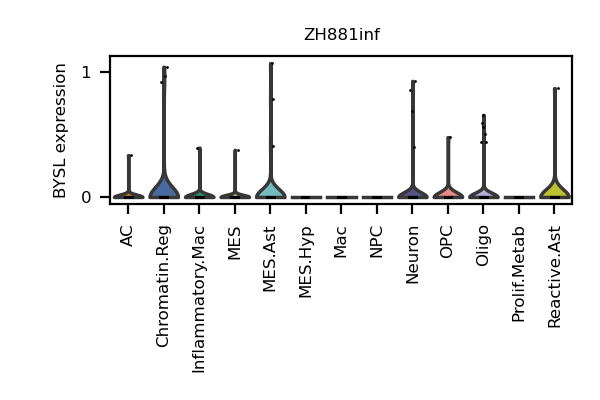 ZH881inf
BYSL expression
1
0
AC
Chromatin.Reg
Inflammatory.Mac
MES
MES.Ast
MES.Hyp
Mac
NPC
Neuron
OPC
Oligo
Prolif.Metab
Reactive.Ast